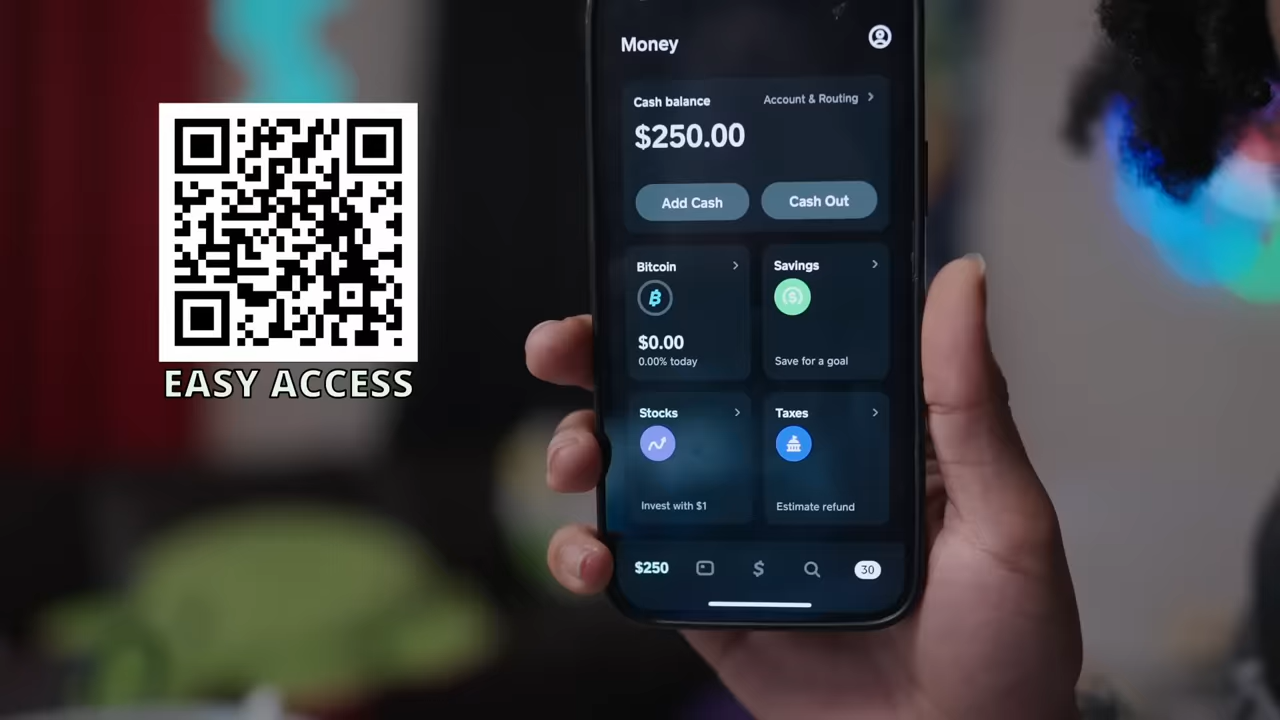 Money
Cash balance
Account & Routing
$250.00
Add Cash
Cash Out
Bitcoin
$0.00
0.00% today
Savings
Save for a goal
Stocks
Invest with $1
Taxes
Estimate refund
$250
$
30
EASY ACCESS